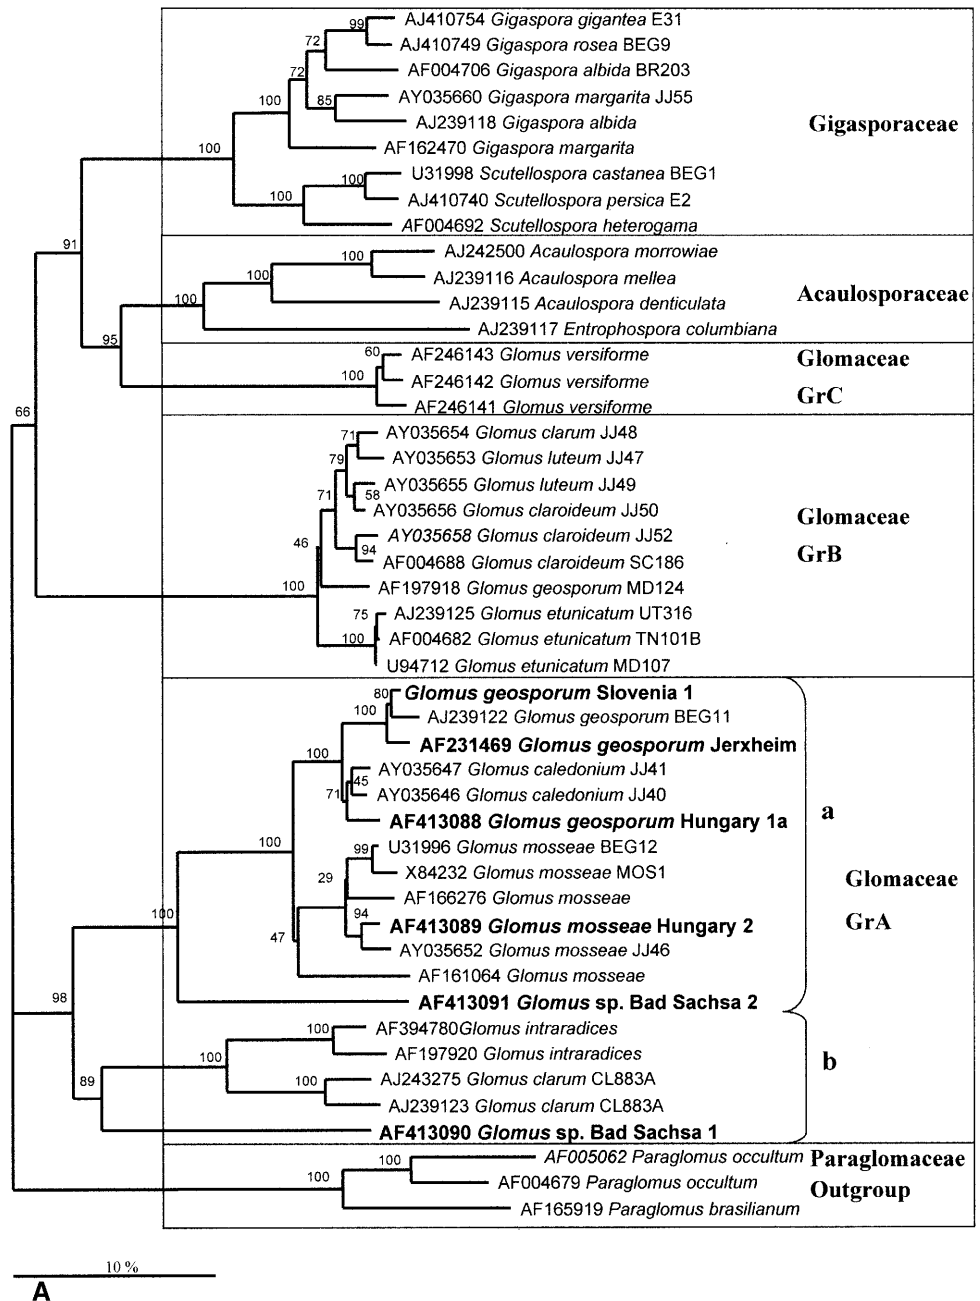 99 AJ410754 Gigaspora gigantea E31
72 AJ410749 Gigaspora rosea BEG9
72 AF004706 Gigaspora albida BR203
100 85 AY035660 Gigaspora margarita JJ55
AJ239118 Gigaspora albida
Gigasporaceae
100 AF162470 Gigaspora margarita
100 U31998 Scutellospora castanea BEG1
100 AJ410740 Scutellospora persica E2
AF004692 Scutellospora heterogama
91
100 AJ242500 Acaulospora morrowiae
100 AJ239116 Acaulospora mellea
100 AJ239115 Acaulospora denticulata
Acaulosporaceae
AJ239117 Entrophospora columbiana
95
60 AF246143 Glomus versiforme
100 AF246142 Glomus versiforme
AF246141 Glomus versiforme
Glomaceae
GrC
66
71 AY035654 Glomus clarum JJ48
79 AY035653 Glomus luteum JJ47
71 58 AY035655 Glomus luteum JJ49
AY035656 Glomus claroideum JJ50
46 94 AY035658 Glomus claroideum JJ52
AF004688 Glomus claroideum SC186
Glomaceae
GrB
100 AF197918 Glomus geosporum MD124
75 AJ239125 Glomus etunicatum UT316
100 AF004682 Glomus etunicatum TN101B
U94712 Glomus etunicatum MD107
80 Glomus geosporum Slovenia 1
100 AJ239122 Glomus geosporum BEG11
100 AF231469 Glomus geosporum Jerxheim
45 AY035647 Glomus caledonium JJ41
71 AY035646 Glomus caledonium JJ40
a
AF413088 Glomus geosporum Hungary 1a
100 99 U31996 Glomus mosseae BEG12
29 X84232 Glomus mosseae MOS1
AF166276 Glomus mosseae
Glomaceae
GrA
100 94 AF413089 Glomus mosseae Hungary 2
47 AY035652 Glomus mosseae JJ46
AF161064 Glomus mosseae
98 AF413091 Glomus sp. Bad Sachsa 2
100 AF394780Glomus intraradices
100 AF197920 Glomus intraradices
b
89 100 AJ243275 Glomus clarum CL883A
AJ239123 Glomus clarum CL883A
AF413090 Glomus sp. Bad Sachsa 1
100 AF005062 Paraglomus occultum
100 AF004679 Paraglomus occultum
AF165919 Paraglomus brasilianum
Paraglomaceae
Outgroup
10 %
A